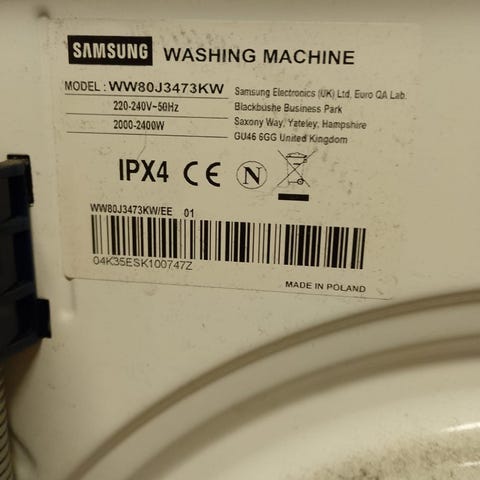 SAMSUNG WASHING MACHINE
MODEL : WW80J3473KW
220-240V~50Hz
2000-2400W
Samsung Electronics (UK) Ltd, Euro QA Lab.
Blackbushe Business Park
Saxony Way, Yateley, Hampshire
GU46 6GG United Kingdom
IPX4 CE N
WW80J3473KW/EE 01
04K35ESK100747Z
MADE IN POLAND